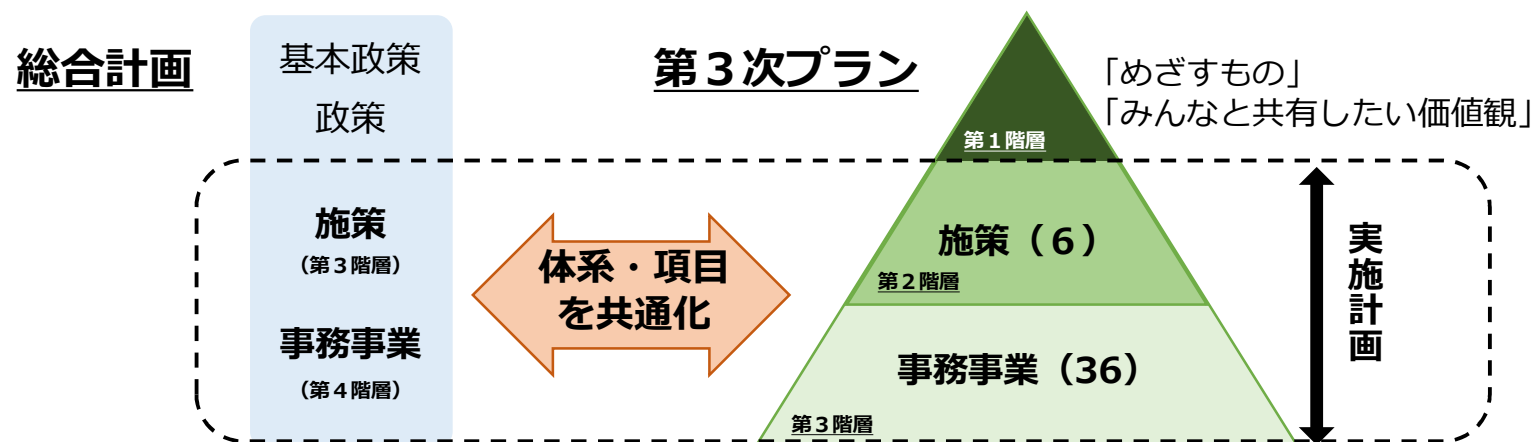 総合計画
基本政策
政策
施策
(第３階層)
事務事業
(第４階層)
体系・項目
を共通化
第３次プラン
「めざすもの」
「みんなと共有したい価値観」
第１階層
施策（６）
第２階層
事務事業（36）
第３階層
実施計画